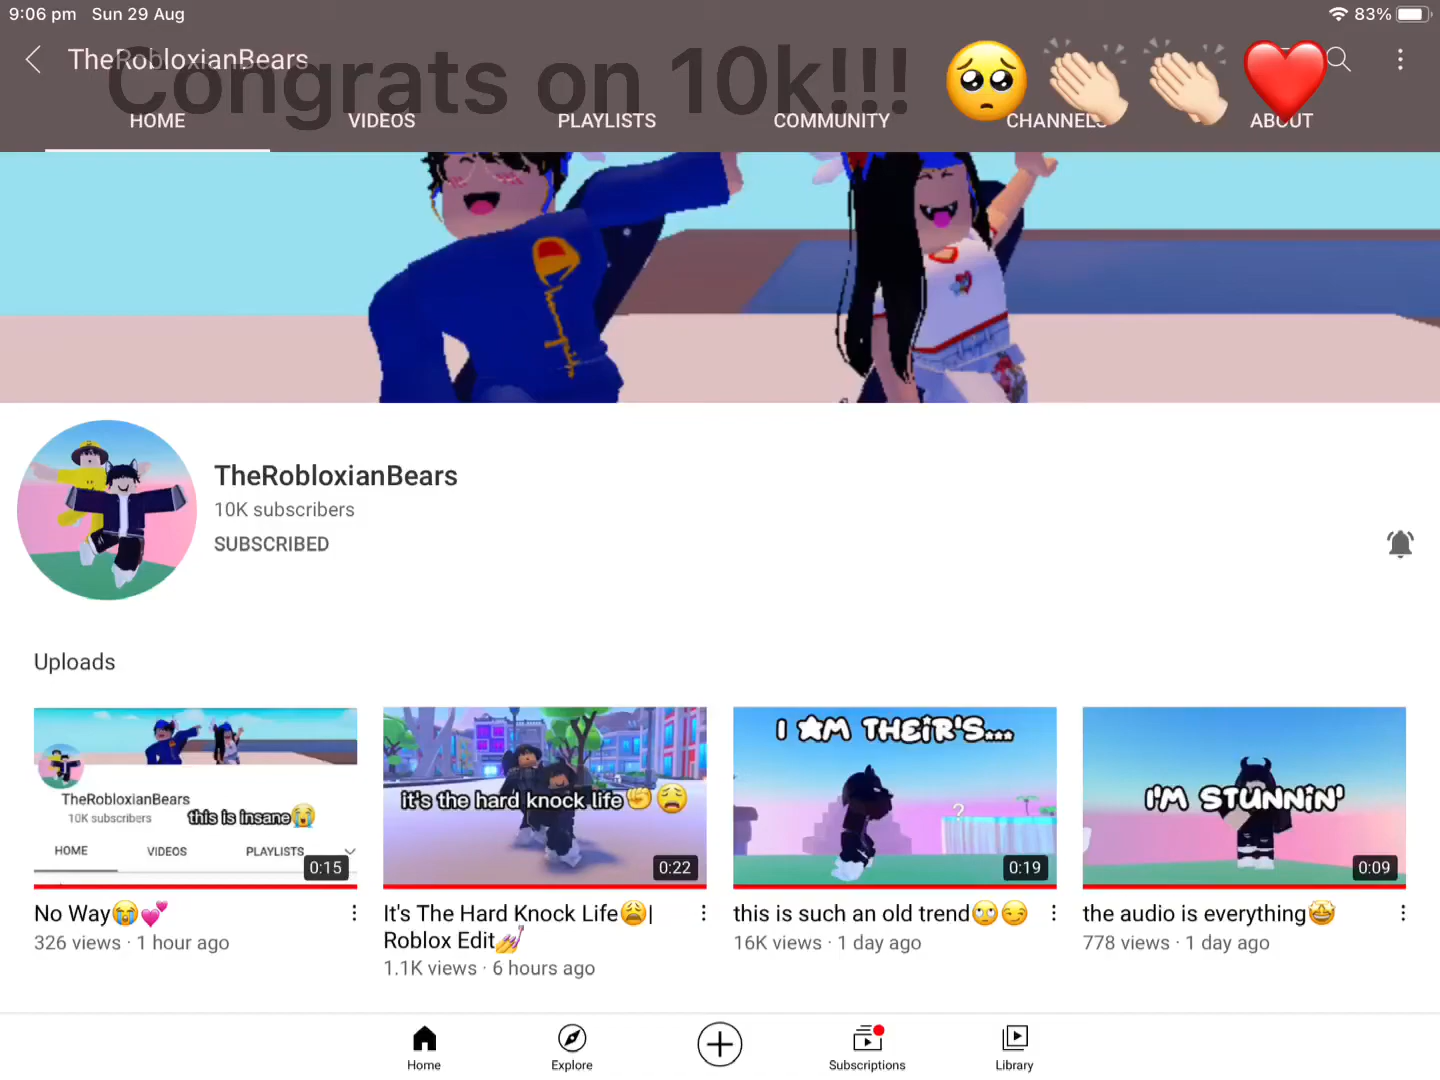 9:06 pm Sun 29 Aug 83%
TheRobloxianBears
Congrats on 10k!!! 🥺👏🏻👏🏻❤️
HOME VIDEOS PLAYLISTS COMMUNITY CHANNELS ABOUT
TheRobloxianBears
10K subscribers
SUBSCRIBED
Uploads
TheRobloxianBears
10K subscribers
this is insane😭
HOME VIDEOS PLAYLISTS
0:15
No Way😭💕
326 views · 1 hour ago
it's the hard knock life✊😩
0:22
It's The Hard Knock Life😩|
Roblox Edit💅
1.1K views · 6 hours ago
I AM THEIR'S...
?
0:19
this is such an old trend🙄😏
16K views · 1 day ago
I'M STUNNIN'
0:09
the audio is everything🤩
778 views · 1 day ago
Home Explore Subscriptions Library